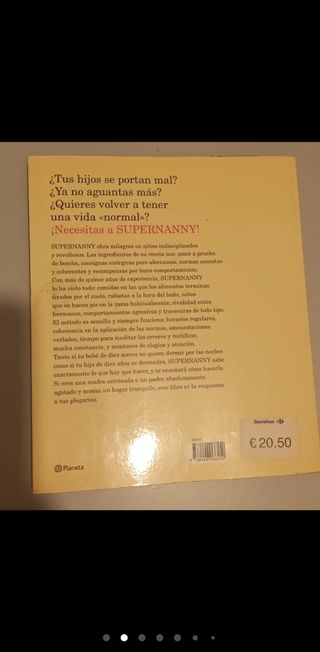 ¿Tus hijos se portan mal?
¿Ya no aguantas más?
¿Quieres volver a tener
una vida «normal»?
¡Necesitas a SUPERNANNY!
SUPERNANNY obra milagros en niños indisciplinados
y revoltosos. Los ingredientes de su receta son: amor a prueba
de bomba, consignas enérgicas pero afectuosas, normas sensatas
y coherentes y recompensas por buen comportamiento.
Con más de quince años de experiencia, SUPERNANNY
lo ha visto todo: comidas en las que los alimentos terminan
tirados por el suelo, rabietas a la hora del baño, niños
que se hacen pis en la cama habitualmente, rivalidad entre
hermanos, comportamientos agresivos y travesuras de todo tipo.
El método es sencillo y siempre funciona: horarios regulares,
coherencia en la aplicación de las normas, amonestaciones
verbales, tiempo para meditar los errores y rectificar,
mucha constancia, y montones de elogios y atención.
Tanto si tu bebé de diez meses no quiere dormir por las noches
como si tu hijo de diez años se desmadra, SUPERNANNY sabe
exactamente lo que hay que hacer, y te enseñará cómo hacerlo.
Si eres una madre estresada o un padre absolutamente
agotado y ansías un hogar tranquilo, este libro es la respuesta
a tus plegarias.
Carrefour
€ 20.50
Planeta